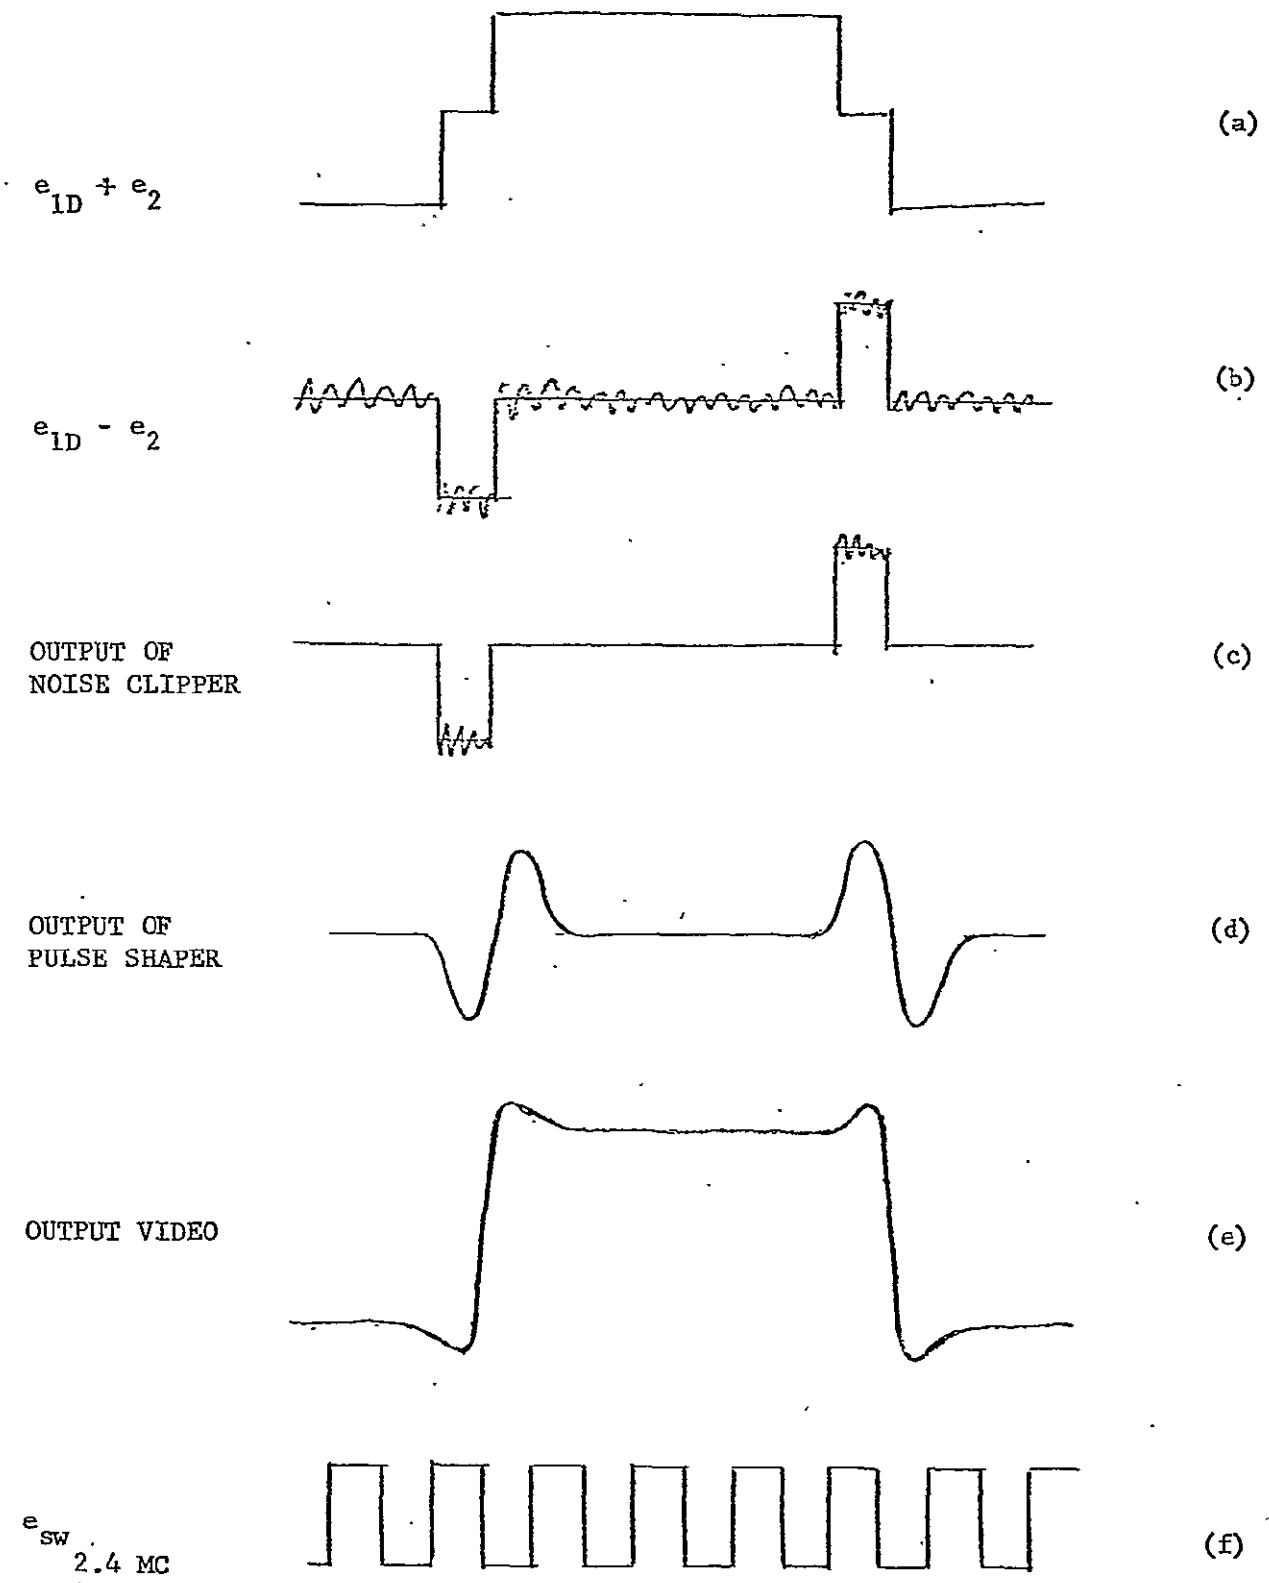 (a)
e1D + e2
(b)
e1D - e2
OUTPUT OF
NOISE CLIPPER
(c)
OUTPUT OF
PULSE SHAPER
(d)
OUTPUT VIDEO
(e)
esw
2.4 MC
(f)